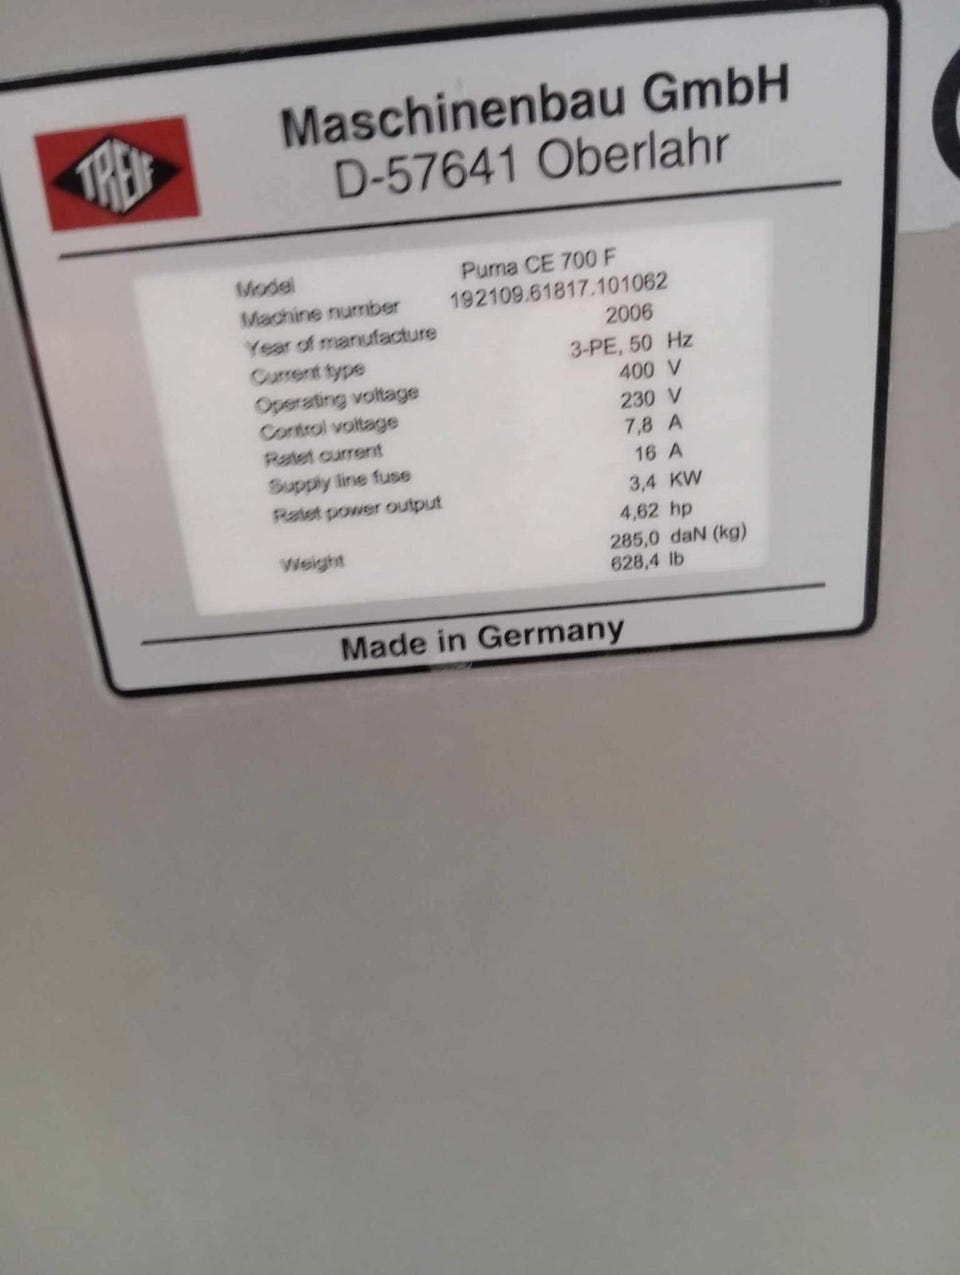 TREIF
Maschinenbau GmbH
D-57641 Oberlahr
Model Puma CE 700 F
Machine number 192109.61817.101062
Year of manufacture 2006
Current type 3-PE, 50 Hz
Operating voltage 400 V
Control voltage 230 V
Ratet current 7,8 A
Supply line fuse 16 A
Ratet power output 3,4 KW
4,62 hp
Weight 285,0 daN (kg)
628,4 lb
Made in Germany